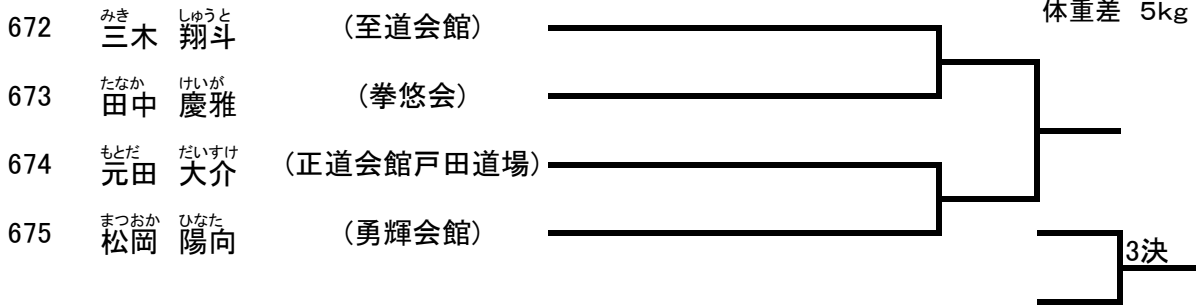 体重差 5kg
みき しゅうと
672 三木 翔斗 (至道会館)
たなか けいが
673 田中 慶雅 (拳悠会)
もとだ だいすけ
674 元田 大介 (正道会館戸田道場)
まつおか ひなた
675 松岡 陽向 (勇輝会館)
3決